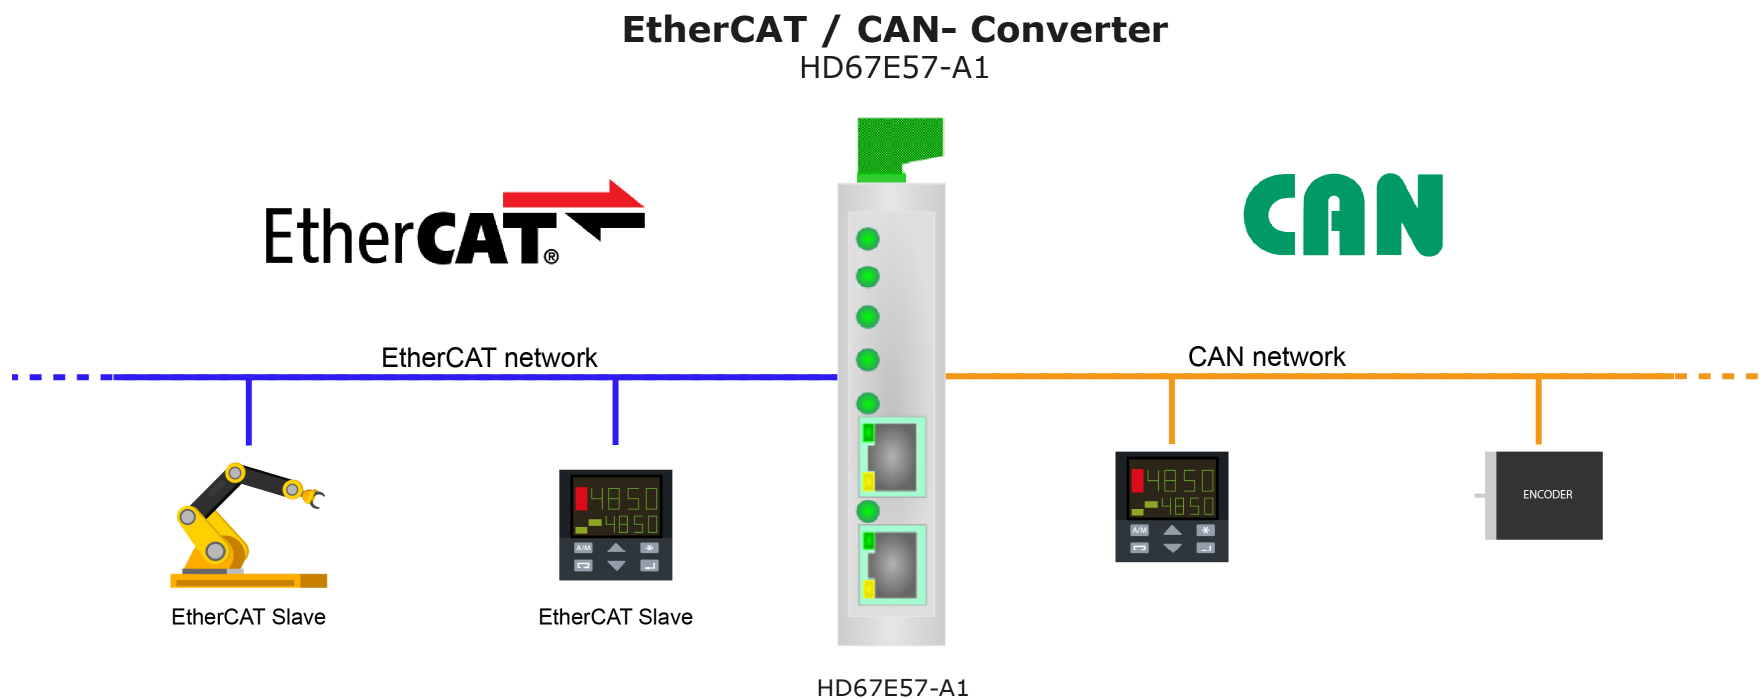 EtherCAT / CAN- Converter
HD67E57-A1
EtherCAT®
CAN
EtherCAT network
CAN network
4850
4850
A/M
4850
4850
A/M
ENCODER
EtherCAT Slave
EtherCAT Slave
HD67E57-A1